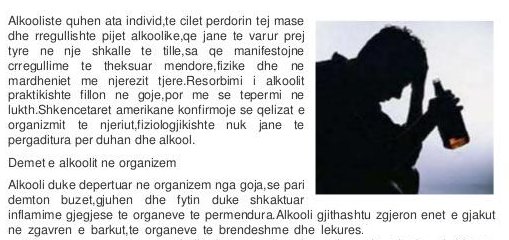 Alkooliste quhen ata individ,te cilet perdorin tej mase
dhe rregullishte pijet alkoolike,qe jane te varur prej
tyre ne nje shkalle te tille,sa qe manifestojne
crregullime te theksuar mendore,fizike dhe ne
mardheniet me njerezit tjere.Resorbimi i alkoolit
praktikishte fillon ne goje,por me se tepermi ne
lukth.Shkencetaret amerikane konfirmoje se qelizat e
organizmit te njeriut,fiziologjikishte nuk jane te
pergaditura per duhan dhe alkool.
Demet e alkoolit ne organizem
Alkooli duke depertuar ne organizem nga goja,se pari
demton buzet,gjuhen dhe fytin duke shkaktuar
inflamime gjegjese te organeve te permendura.Alkooli gjithashtu zgjeron enet e gjakut
ne zgavren e barkut,te organeve te brendeshme dhe lekures.